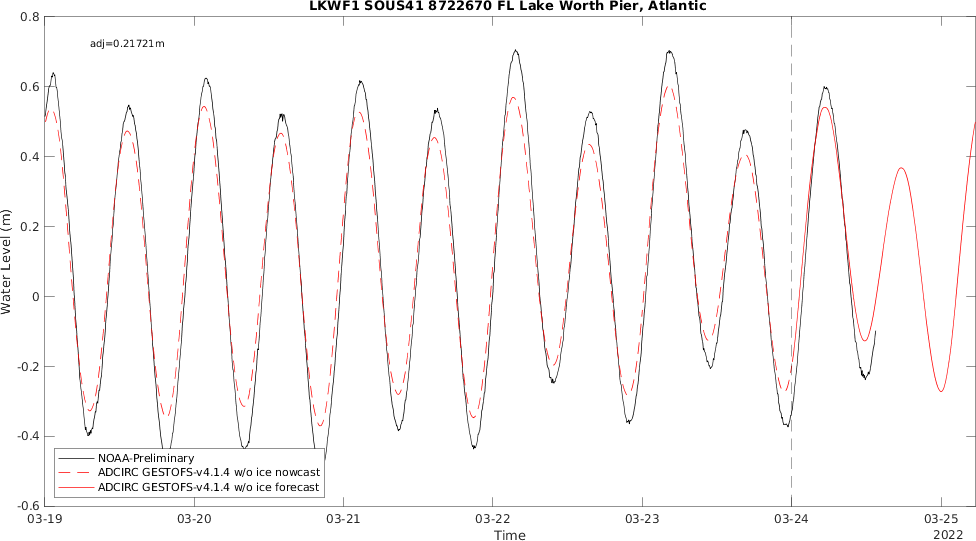 LKWF1 SOUS41 8722670 FL Lake Worth Pier, Atlantic
adj=0.21721m
0.8
0.6
0.4
0.2
0
-0.2
-0.4
-0.6
Water Level (m)
NOAA-Preliminary
ADCIRC GESTOFS-v4.1.4 w/o ice nowcast
ADCIRC GESTOFS-v4.1.4 w/o ice forecast
03-19 03-20 03-21 03-22 03-23 03-24 03-25
Time
2022